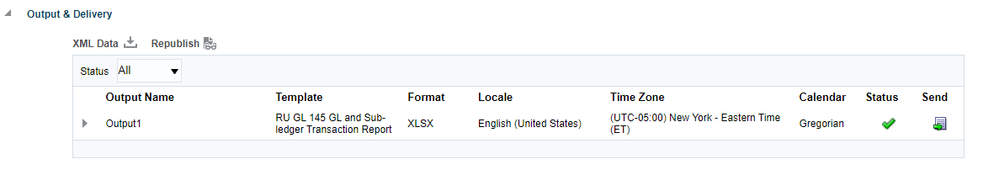 Output & Delivery
XML Data Republish
Status All
Output Name Template Format Locale Time Zone Calendar Status Send
Output1 RU GL 145 GL and Sub-ledger Transaction Report XLSX English (United States) (UTC-05:00) New York - Eastern Time (ET) Gregorian